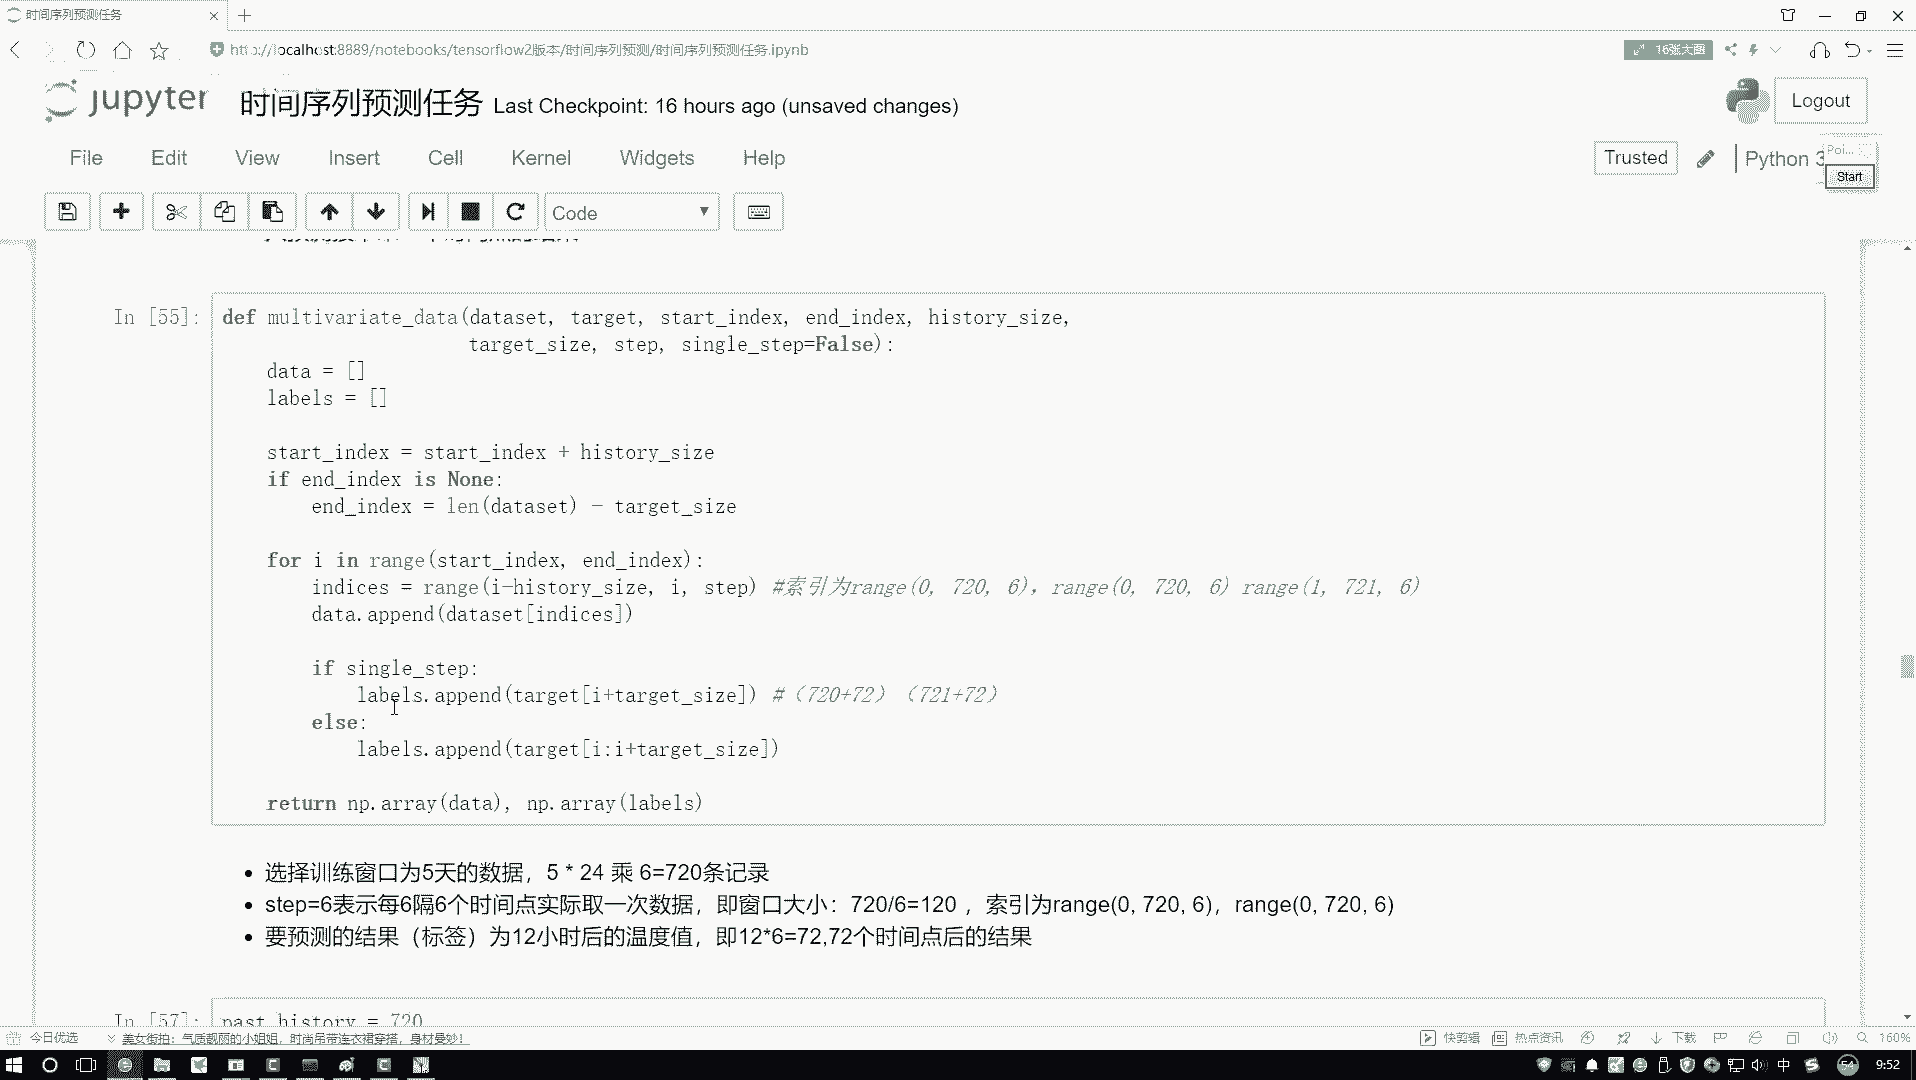 时间序列预测任务
http://localhost:8889/notebooks/tensorflow2版本/时间序列预测/时间序列预测任务.ipynb
16张大图
jupyter 时间序列预测任务 Last Checkpoint: 16 hours ago (unsaved changes)
Logout
File Edit View Insert Cell Kernel Widgets Help
Trusted
Python 3
Poi...
Start
Code
In [55]:
def multivariate_data(dataset, target, start_index, end_index, history_size,
target_size, step, single_step=False):
data = []
labels = []
start_index = start_index + history_size
if end_index is None:
end_index = len(dataset) - target_size
for i in range(start_index, end_index):
indices = range(i-history_size, i, step) #索引为range(0, 720, 6)，range(0, 720, 6) range(1, 721, 6)
data.append(dataset[indices])
if single_step:
labels.append(target[i+target_size]) #（720+72）（721+72）
else:
labels.append(target[i:i+target_size])
return np.array(data), np.array(labels)
• 选择训练窗口为5天的数据，5 * 24 乘 6=720条记录
• step=6表示每6隔6个时间点实际取一次数据，即窗口大小：720/6=120 ，索引为range(0, 720, 6)，range(0, 720, 6)
• 要预测的结果（标签）为12小时后的温度值，即12*6=72,72个时间点后的结果
In [57]:
past_history = 720
今日优选
美女街拍：气质靓丽的小姐姐，时尚吊带连衣裙穿搭，身材曼妙！
快剪辑
热点资讯
下载
160%
中
54
9:52